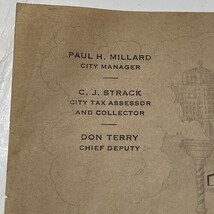 PAUL H. MILLARD
CITY MANAGER
C. J. STRACK
CITY TAX ASSESSOR
AND COLLECTOR
DON TERRY
CHIEF DEPUTY